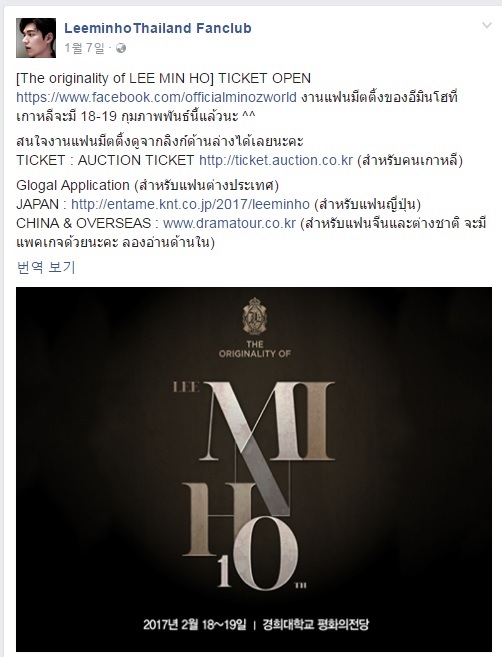 LeeminhoThailand Fanclub
1월 7일 ·
[The originality of LEE MIN HO] TICKET OPEN
https://www.facebook.com/officialminozworld งานแฟนมีตติ้งของอีมินโฮที่
เกาหลีจะมี 18-19 กุมภาพพันธ์นี้แล้วนะ ^^
สนใจงานแฟนมีตติ้งดูจากลิงก์ด้านล่างได้เลยนะคะ
TICKET : AUCTION TICKET http://ticket.auction.co.kr (สำหรับคนเกาหลี)
Glogal Application (สำหรับแฟนต่างประเทศ)
JAPAN : http://entame.knt.co.jp/2017/leeminho (สำหรับแฟนญี่ปุ่น)
CHINA & OVERSEAS : www.dramatour.co.kr (สำหรับแฟนจีนและต่างชาติ จะมี
แพคเกจด้วยนะคะ ลองอ่านด้านใน)
번역 보기
THE
ORIGINALITY OF
LEE
MI
N
HO
10TH
2017년 2월 18~19일 | 경희대학교 평화의전당